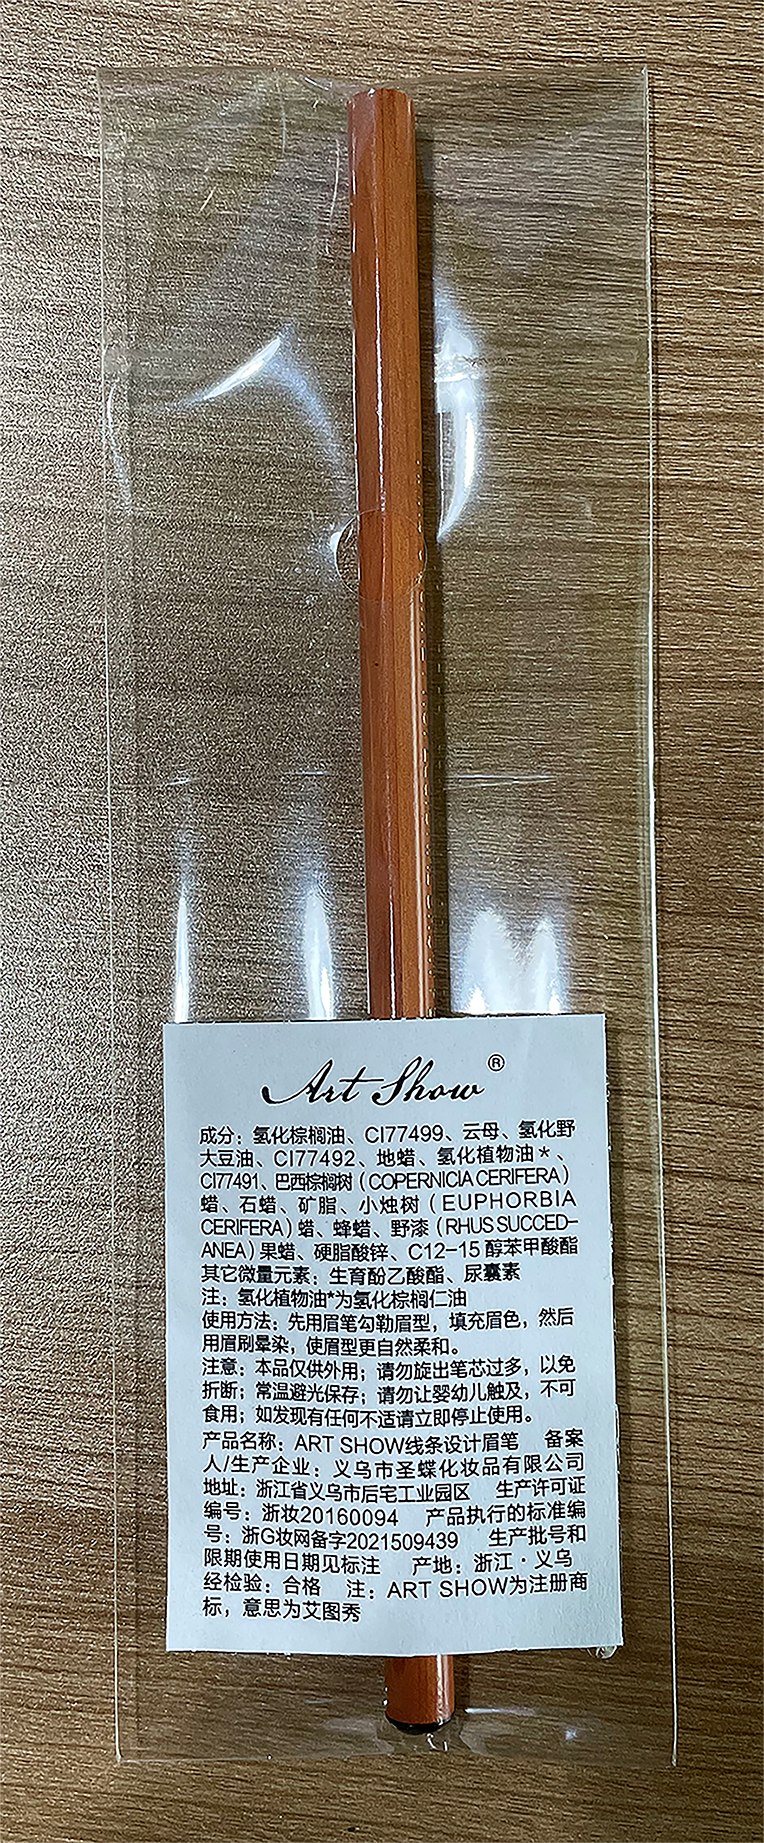 Art Show®
成分：氢化棕榈油、CI77499、云母、氢化野
大豆油、CI77492、地蜡、氢化植物油＊、
CI77491、巴西棕榈树（COPERNICIA CERIFERA）
蜡、石蜡、矿脂、小烛树（EUPHORBIA
CERIFERA）蜡、蜂蜡、野漆（RHUS SUCCED-
ANEA）果蜡、硬脂酸锌、C12-15 醇苯甲酸酯
其它微量元素：生育酚乙酸酯、尿囊素
注：氢化植物油*为氢化棕榈仁油
使用方法：先用眉笔勾勒眉型，填充眉色，然后
用眉刷晕染，使眉型更自然柔和。
注意：本品仅供外用；请勿旋出笔芯过多，以免
折断；常温避光保存；请勿让婴幼儿触及，不可
食用；如发现有任何不适请立即停止使用。
产品名称：ART SHOW线条设计眉笔 备案
人/生产企业：义乌市圣蝶化妆品有限公司
地址：浙江省义乌市后宅工业园区 生产许可证
编号：浙妆20160094 产品执行的标准编
号：浙G妆网备字2021509439 生产批号和
限期使用日期见标注 产地：浙江·义乌
经检验：合格 注：ART SHOW为注册商
标，意思为艾图秀